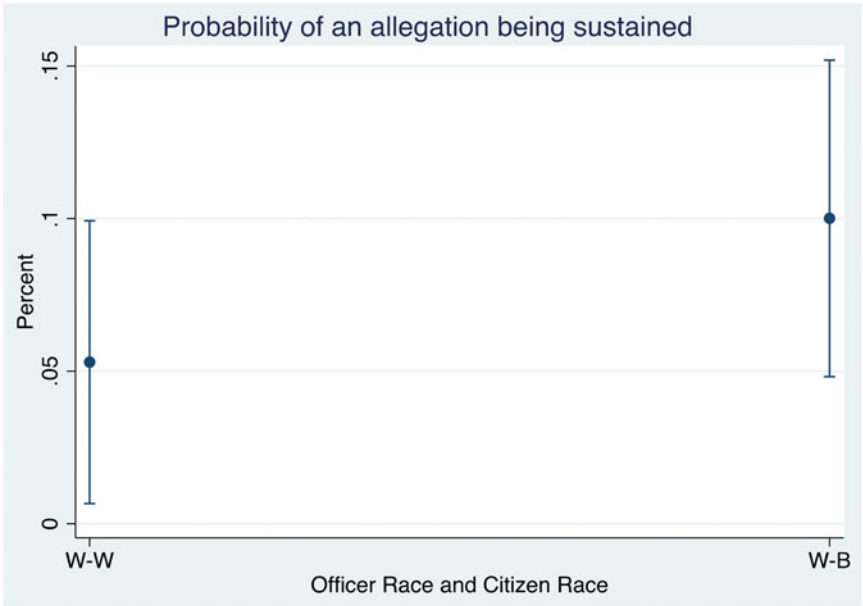 Probability of an allegation being sustained
.15
.1
.05
0
Percent
W-W
W-B
Officer Race and Citizen Race